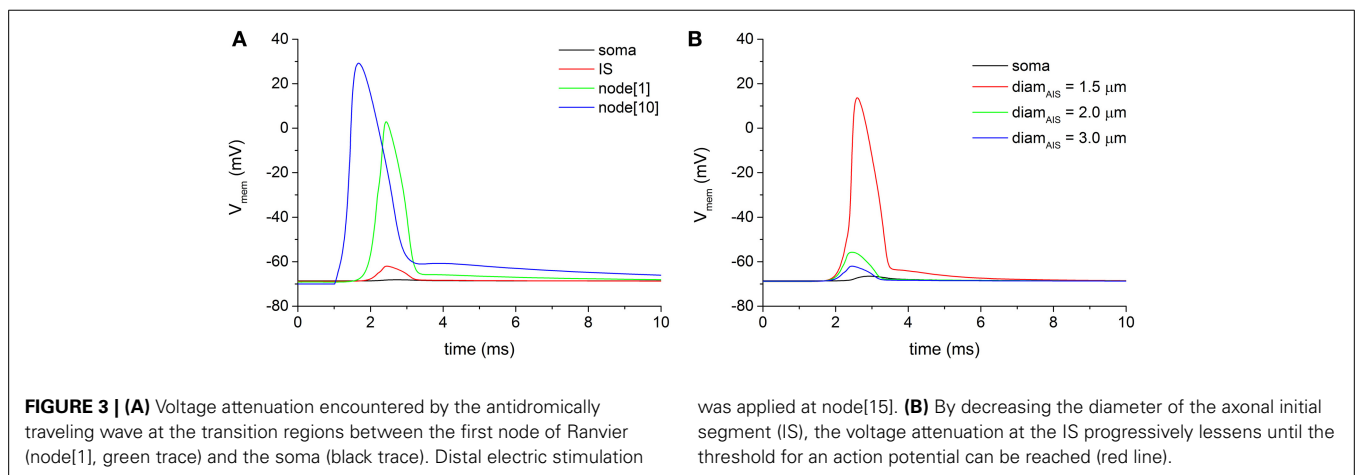 A
40
20
0
-20
-40
-60
-80
V_mem (mV)
0 2 4 6 8 10
time (ms)
soma
IS
node[1]
node[10]
B
40
20
0
-20
-40
-60
-80
V_mem (mV)
0 2 4 6 8 10
time (ms)
soma
diam_AIS = 1.5 μm
diam_AIS = 2.0 μm
diam_AIS = 3.0 μm
FIGURE 3 | (A) Voltage attenuation encountered by the antidromically
traveling wave at the transition regions between the first node of Ranvier
(node[1], green trace) and the soma (black trace). Distal electric stimulation
was applied at node[15]. (B) By decreasing the diameter of the axonal initial
segment (IS), the voltage attenuation at the IS progressively lessens until the
threshold for an action potential can be reached (red line).